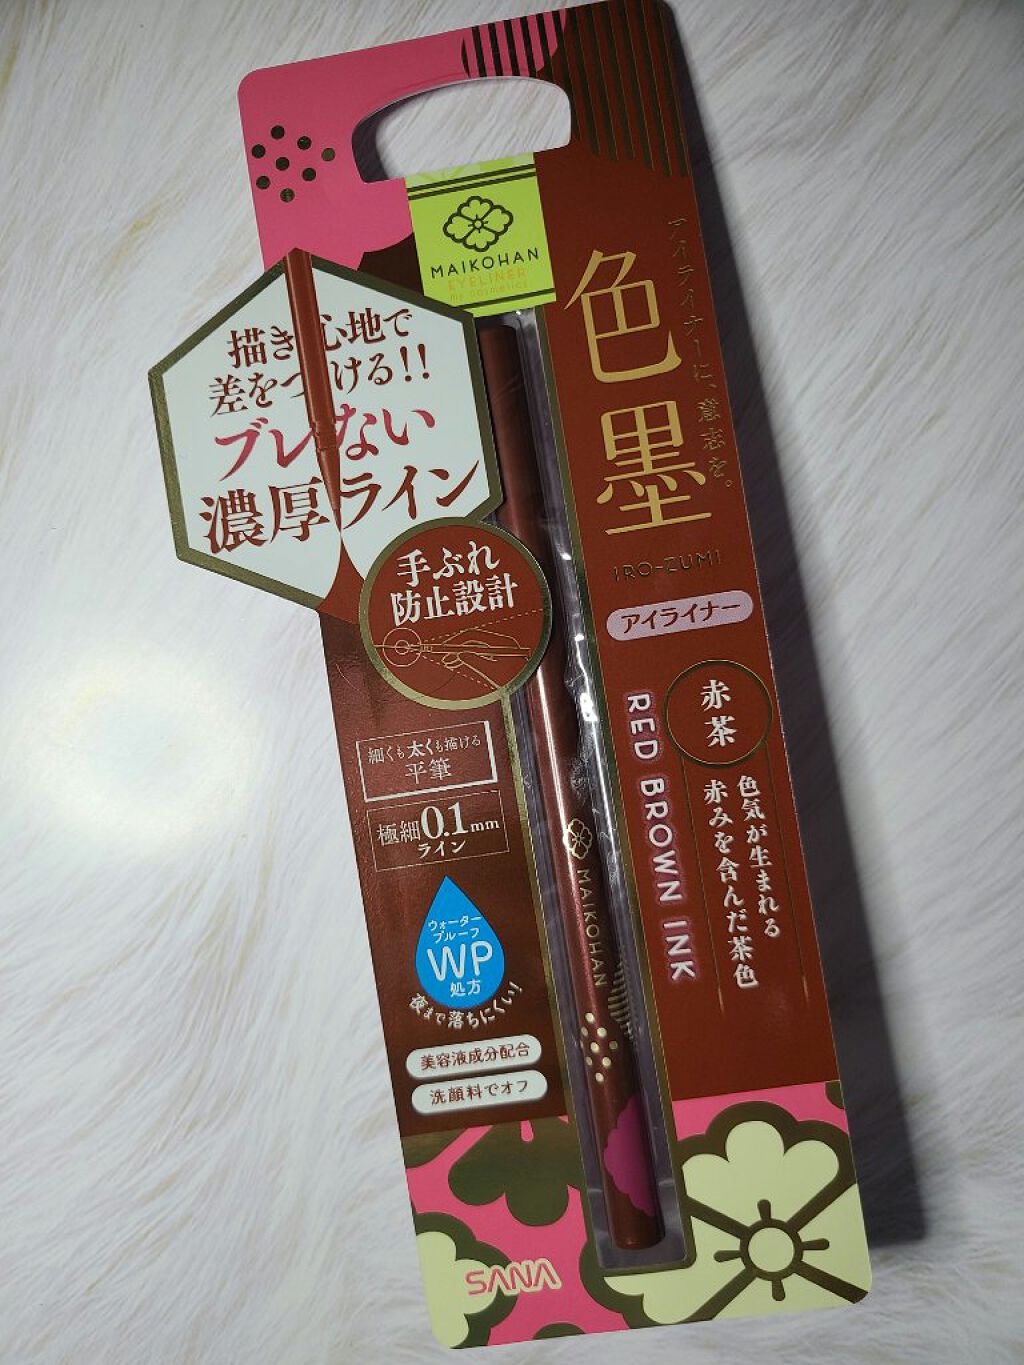 MAIKOHAN
EYELINER
my cosmetics
アイライナーに、意志を。
色墨
IRO-ZUMI
アイライナー
赤茶
色気が生まれる
赤みを含んだ茶色
RED BROWN INK
描き心地で
差をつける!!
ブレない
濃厚ライン
手ぶれ
防止設計
細くも太くも描ける
平筆
極細0.1mm
ライン
ウォーター
プルーフ
WP
処方
夜まで落ちにくい!
美容液成分配合
洗顔料でオフ
MAIKOHAN
SANA